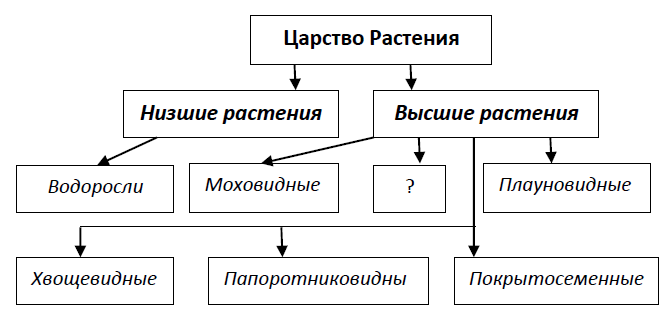 Царство Растения
Низшие растения
Высшие растения
Водоросли
Моховидные
?
Плауновидные
Хвощевидные
Папоротниковидны
Покрытосеменные